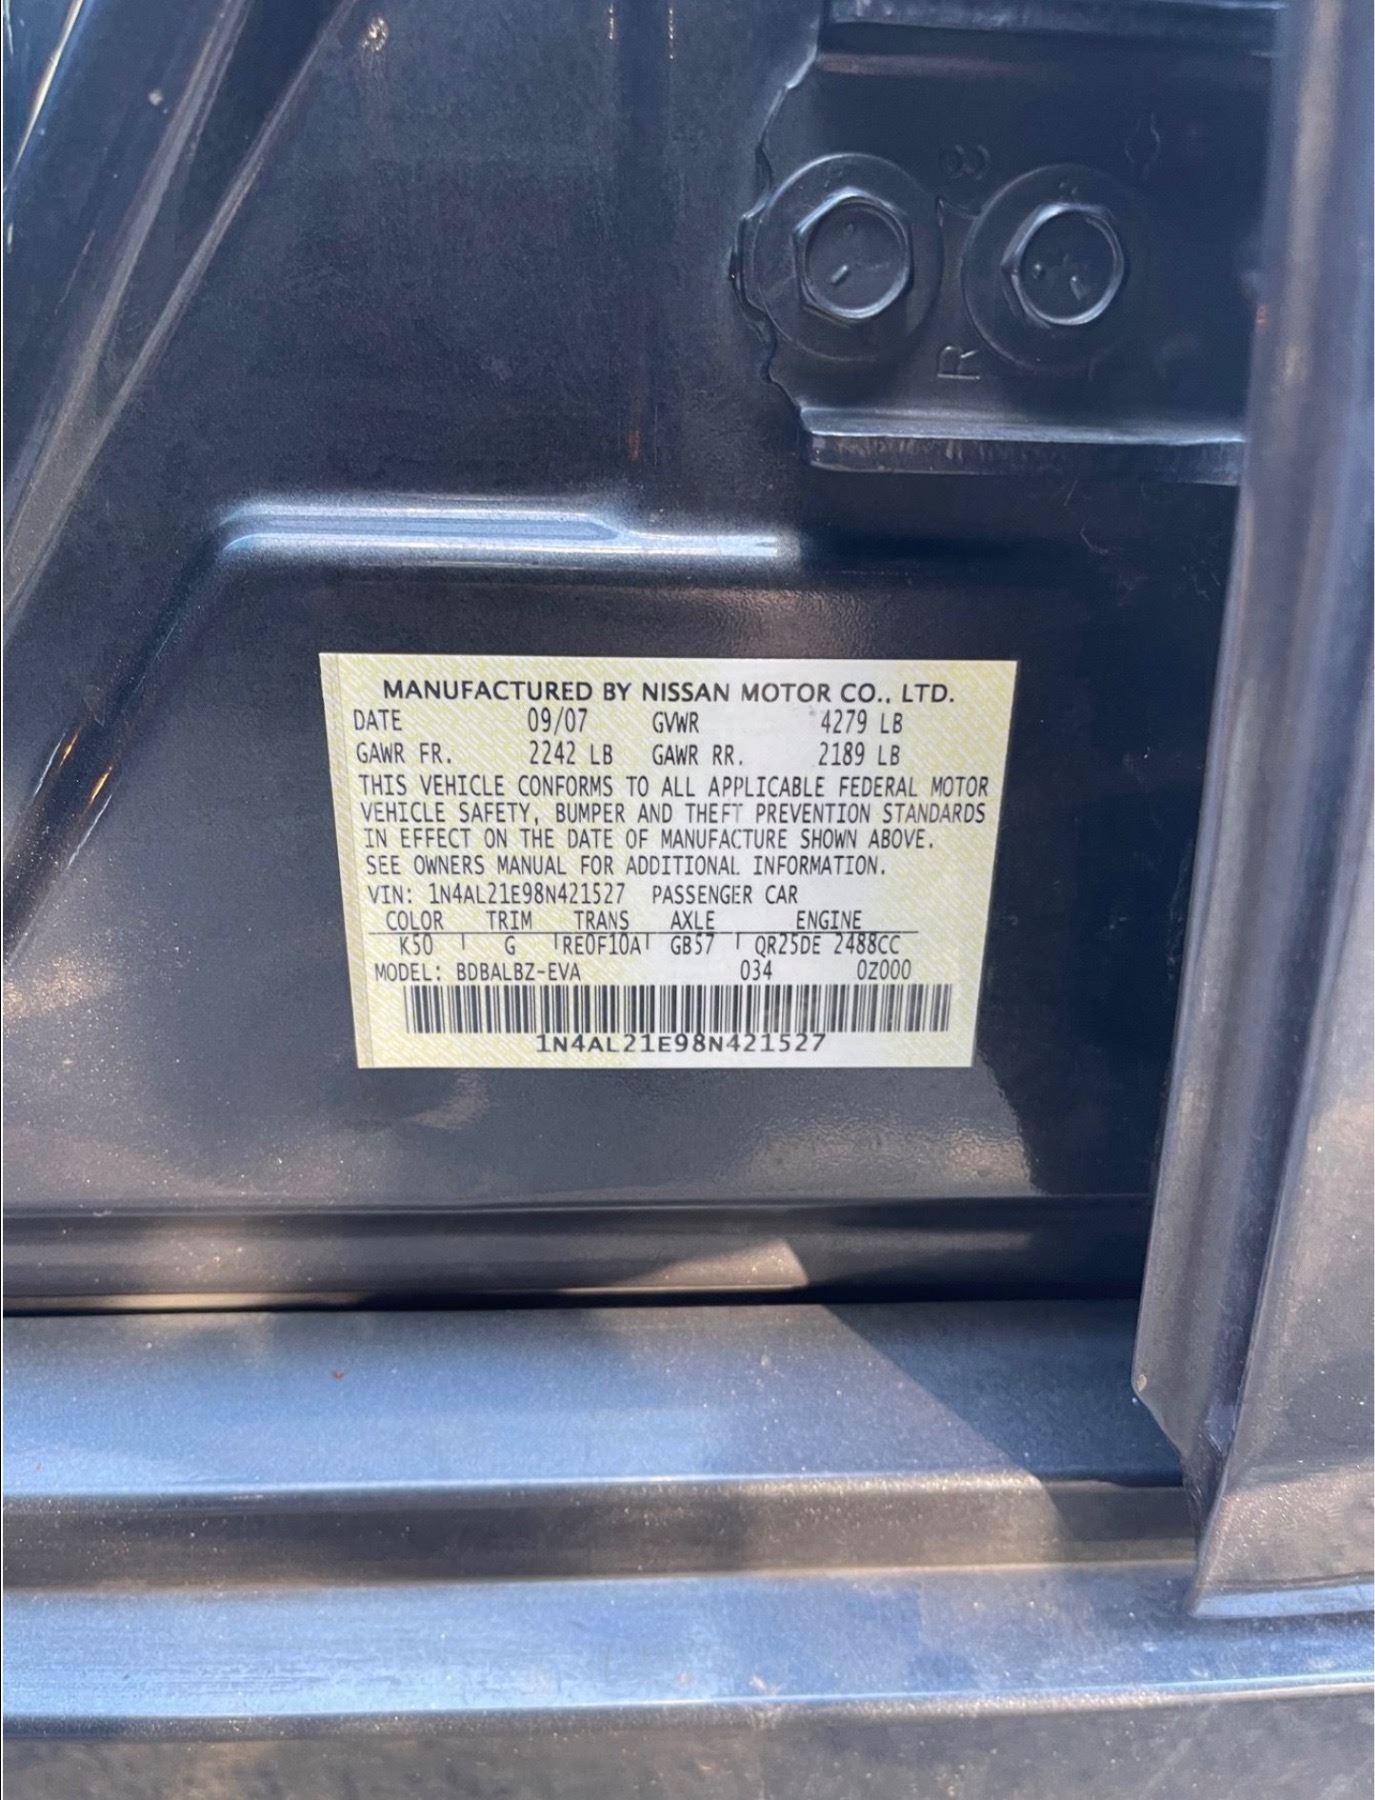 R 78
MANUFACTURED BY NISSAN MOTOR CO., LTD.
DATE 09/07 GVWR 4279 LB
GAWR FR. 2242 LB GAWR RR. 2189 LB
THIS VEHICLE CONFORMS TO ALL APPLICABLE FEDERAL MOTOR
VEHICLE SAFETY, BUMPER AND THEFT PREVENTION STANDARDS
IN EFFECT ON THE DATE OF MANUFACTURE SHOWN ABOVE.
SEE OWNERS MANUAL FOR ADDITIONAL INFORMATION.
VIN: 1N4AL21E98N421527 PASSENGER CAR
COLOR TRIM TRANS AXLE ENGINE
K50 G RE0F10A GB57 QR25DE 2488CC
MODEL: BDBALBZ-EVA 034 0Z000
1N4AL21E98N421527